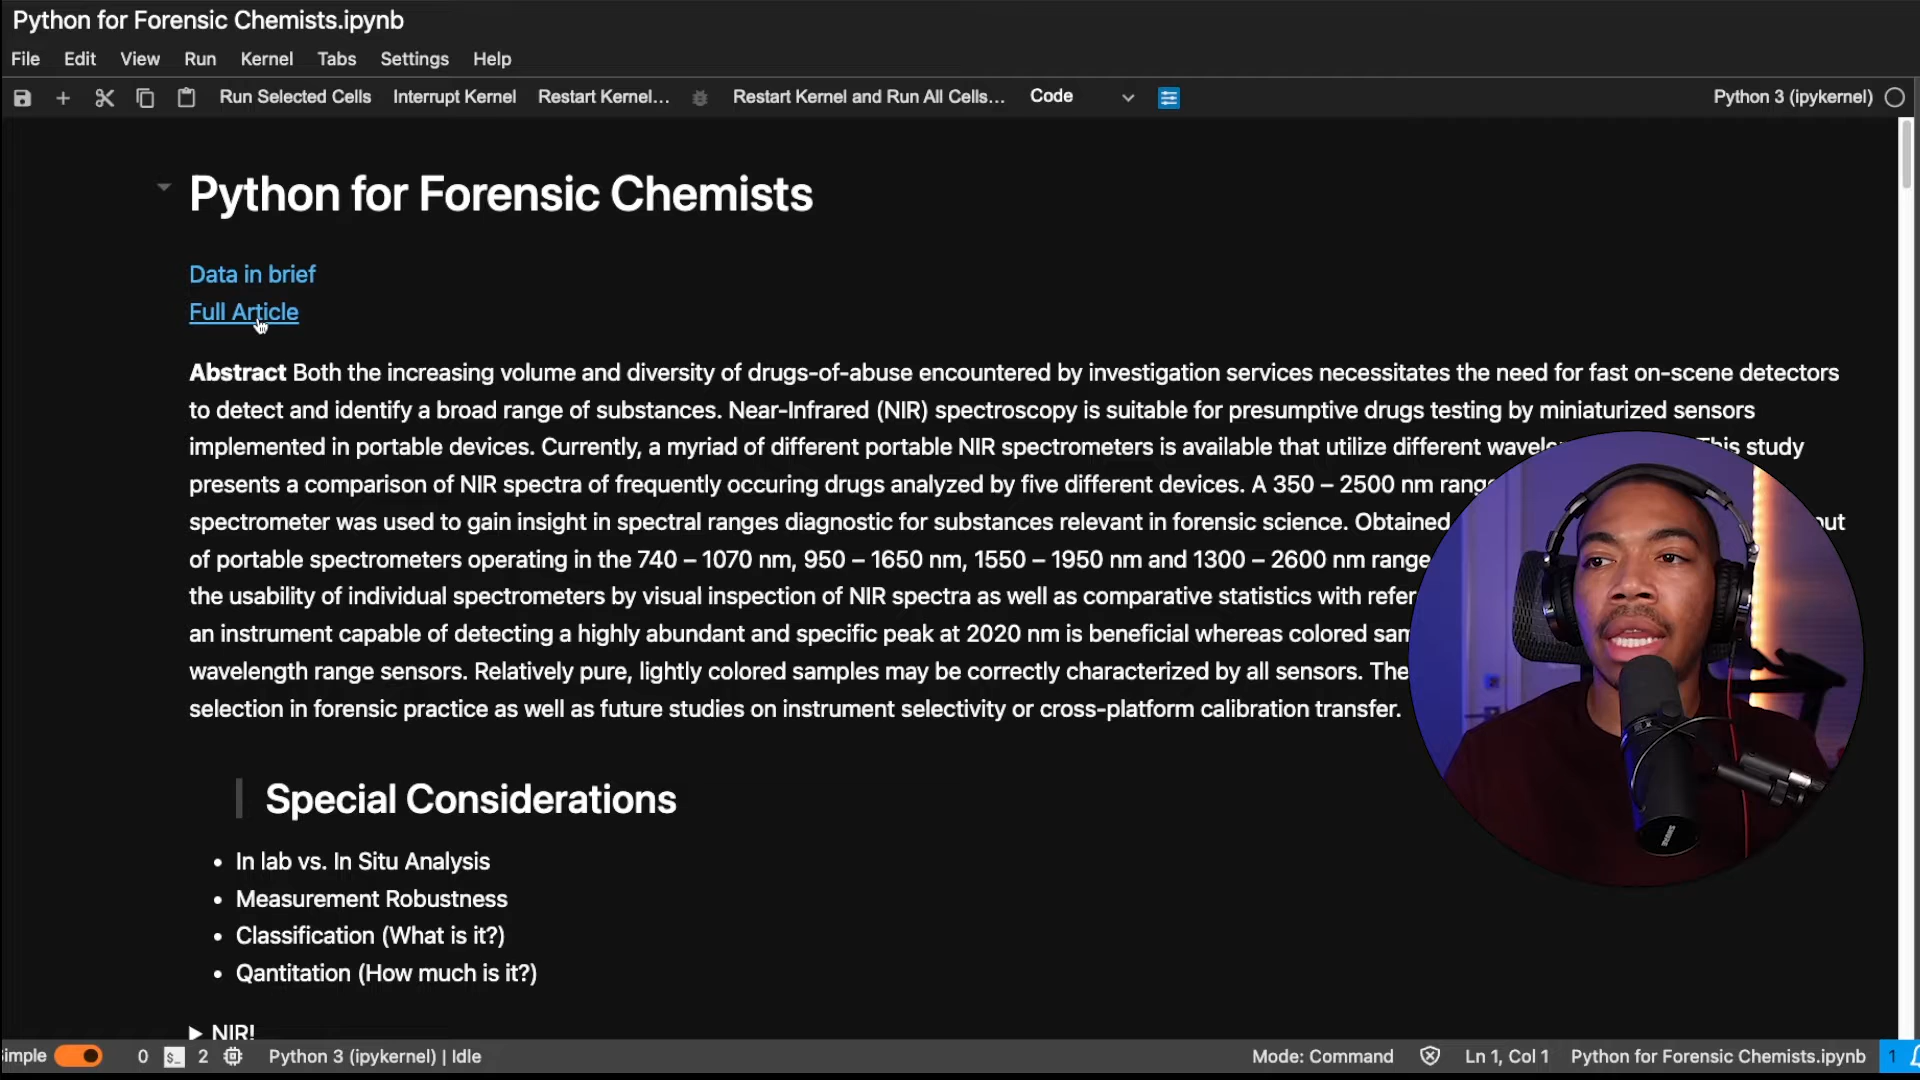 Python for Forensic Chemists.ipynb
File Edit View Run Kernel Tabs Settings Help
Run Selected Cells Interrupt Kernel Restart Kernel... Restart Kernel and Run All Cells... Code Python 3 (ipykernel)
Python for Forensic Chemists
Data in brief
Full Article
Abstract Both the increasing volume and diversity of drugs-of-abuse encountered by investigation services necessitates the need for fast on-scene detectors
to detect and identify a broad range of substances. Near-Infrared (NIR) spectroscopy is suitable for presumptive drugs testing by miniaturized sensors
implemented in portable devices. Currently, a myriad of different portable NIR spectrometers is available that utilize different This study
presents a comparison of NIR spectra of frequently occuring drugs analyzed by five different devices. A 350 – 2500 nm
spectrometer was used to gain insight in spectral ranges diagnostic for substances relevant in forensic science. Obtained
of portable spectrometers operating in the 740 – 1070 nm, 950 – 1650 nm, 1550 – 1950 nm and 1300 – 2600 nm range
the usability of individual spectrometers by visual inspection of NIR spectra as well as comparative statistics with
an instrument capable of detecting a highly abundant and specific peak at 2020 nm is beneficial whereas colored
wavelength range sensors. Relatively pure, lightly colored samples may be correctly characterized by all sensors.
selection in forensic practice as well as future studies on instrument selectivity or cross-platform calibration transfer.
Special Considerations
• In lab vs. In Situ Analysis
• Measurement Robustness
• Classification (What is it?)
• Qantitation (How much is it?)
NIR!
0 2 Python 3 (ipykernel) | Idle Mode: Command Ln 1, Col 1 Python for Forensic Chemists.ipynb 1